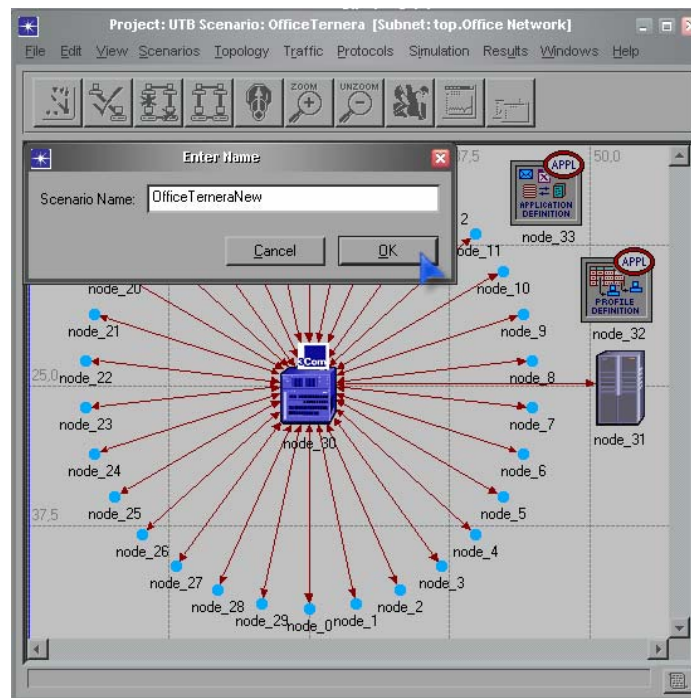 Project: UTB Scenario: OfficeTernera [Subnet: top.Office Network]
File Edit View Scenarios Topology Traffic Protocols Simulation Results Windows Help
ZOOM
UNZOOM
Enter Name
Scenario Name: OfficeTerneraNew
Cancel
OK
37,5
50,0
APPL
APPLICATION DEFINITION
node_33
2
node_11
APPL
PROFILE DEFINITION
node_32
node_20
node_10
node_21
node_9
3Com
25,0
node_22
node_8
node_23
node_7
node_30
node_31
node_24
node_6
37,5
node_25
node_5
node_26
node_4
node_27
node_3
node_28
node_2
node_29
node_0
node_1